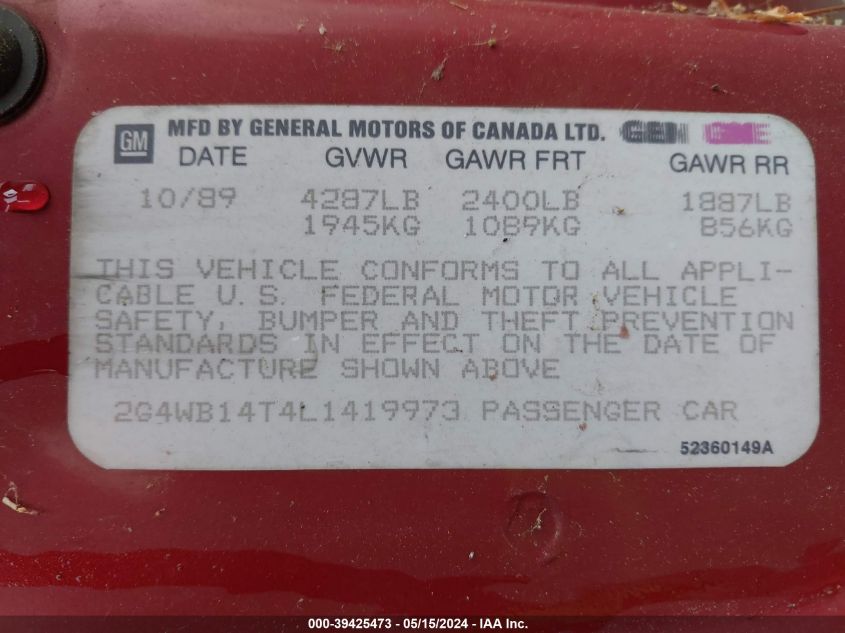 GM MFD BY GENERAL MOTORS OF CANADA LTD.
DATE GVWR GAWR FRT GAWR RR
10/89 4287LB 2400LB 1887LB
1945KG 1089KG 856KG
THIS VEHICLE CONFORMS TO ALL APPLI-
CABLE U.S. FEDERAL MOTOR VEHICLE
SAFETY, BUMPER AND THEFT PREVENTION
STANDARDS IN EFFECT ON THE DATE OF
MANUFACTURE SHOWN ABOVE
2G4WB14T4L1419973 PASSENGER CAR
52360149A
000-39425473 - 05/15/2024 - IAA Inc.